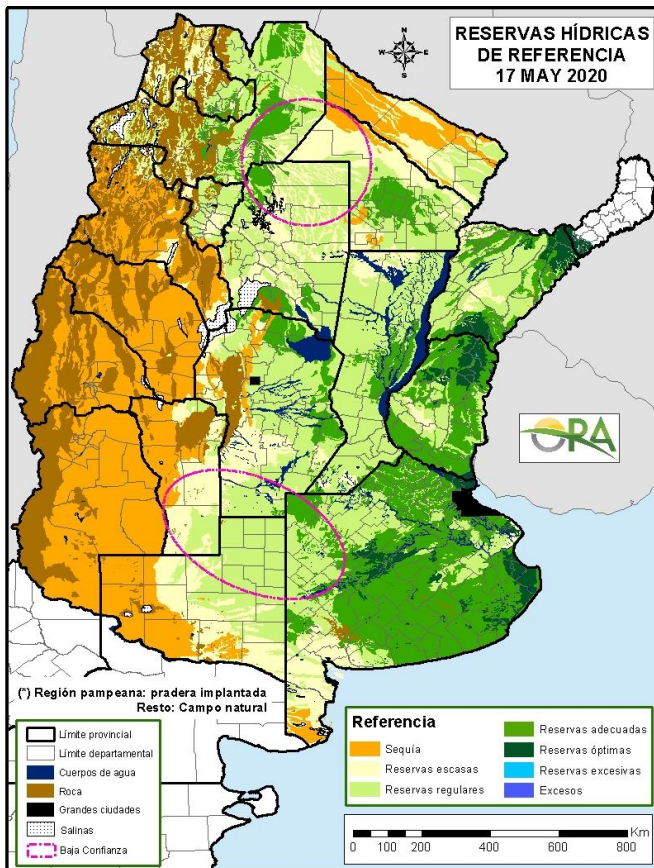 RESERVAS HÍDRICAS
DE REFERENCIA
17 MAY 2020
N
W E
S
ORA
(*) Región pampeana: pradera implantada
Resto: Campo natural
Límite provincial
Límite departamental
Cuerpos de agua
Roca
Grandes ciudades
Salinas
Baja Confianza
Referencia
Sequía
Reservas escasas
Reservas regulares
Reservas adecuadas
Reservas óptimas
Reservas excesivas
Excesos
Km
0 100 200 400 600 800